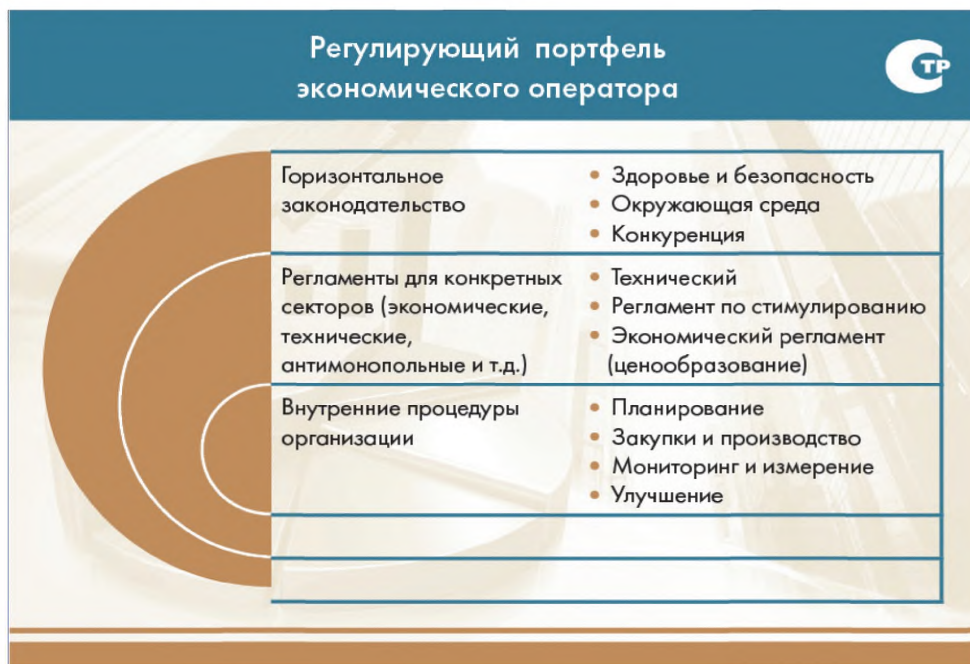 Регулирующий портфель
экономического оператора
СТР
Горизонтальное
законодательство
• Здоровье и безопасность
• Окружающая среда
• Конкуренция
Регламенты для конкретных
секторов (экономические,
технические,
антимонопольные и т.д.)
• Технический
• Регламент по стимулированию
• Экономический регламент
(ценообразование)
Внутренние процедуры
организации
• Планирование
• Закупки и производство
• Мониторинг и измерение
• Улучшение